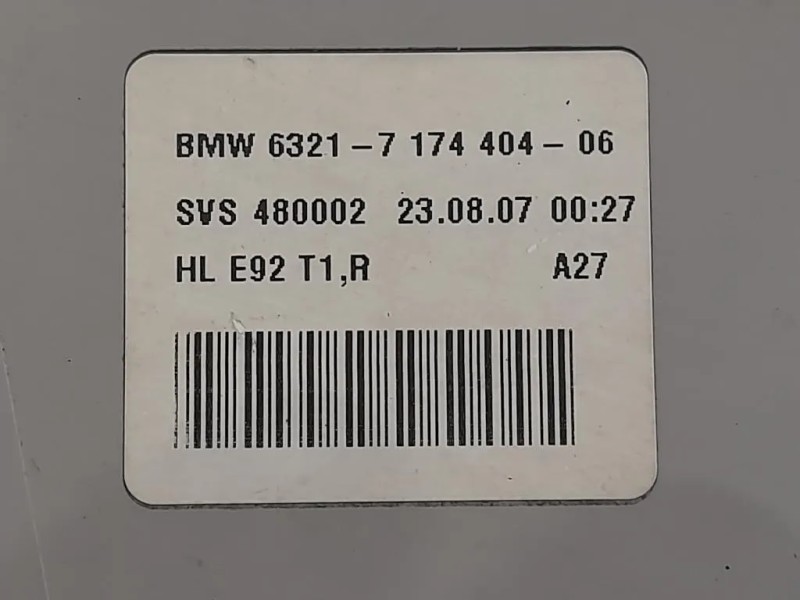 BMW 6321-7 174 404-06
SVS 480002 23.08.07 00:27
HL E92 T1,R A27